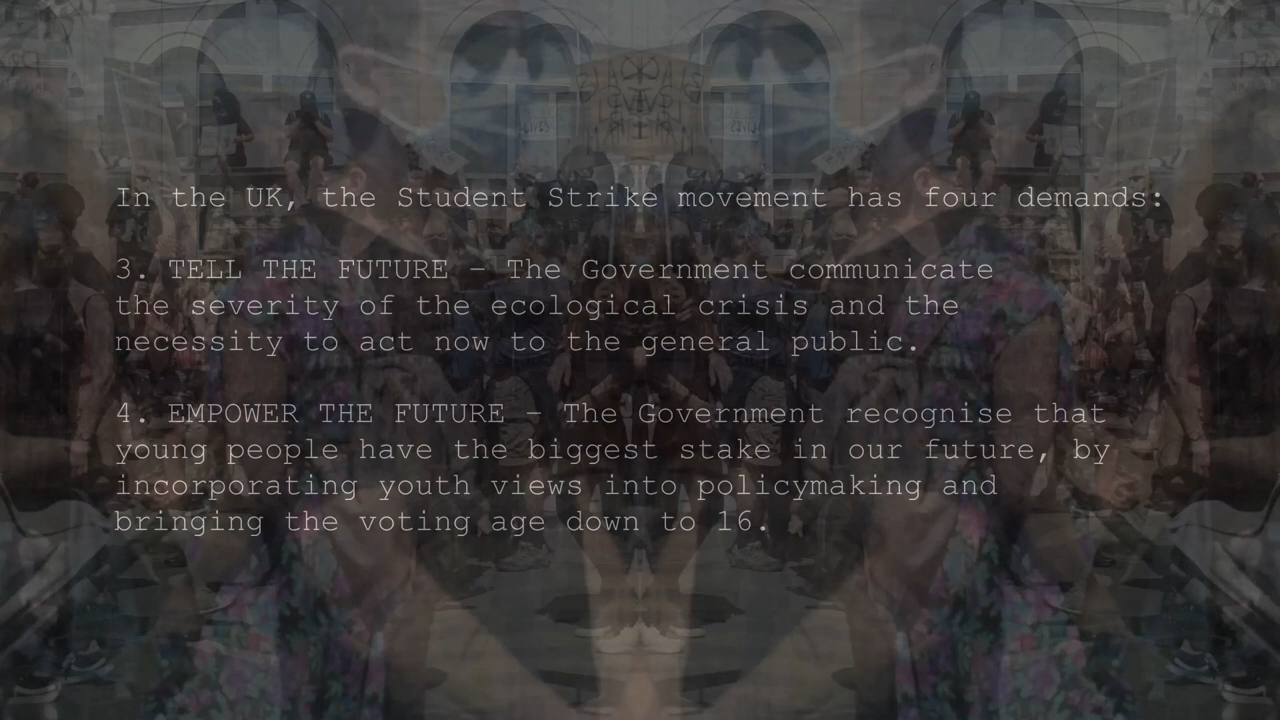 In the UK, the Student Strike movement has four demands:
3. TELL THE FUTURE – The Government communicate
the severity of the ecological crisis and the
necessity to act now to the general public.
4. EMPOWER THE FUTURE – The Government recognise that
young people have the biggest stake in our future, by
incorporating youth views into policymaking and
bringing the voting age down to 16.